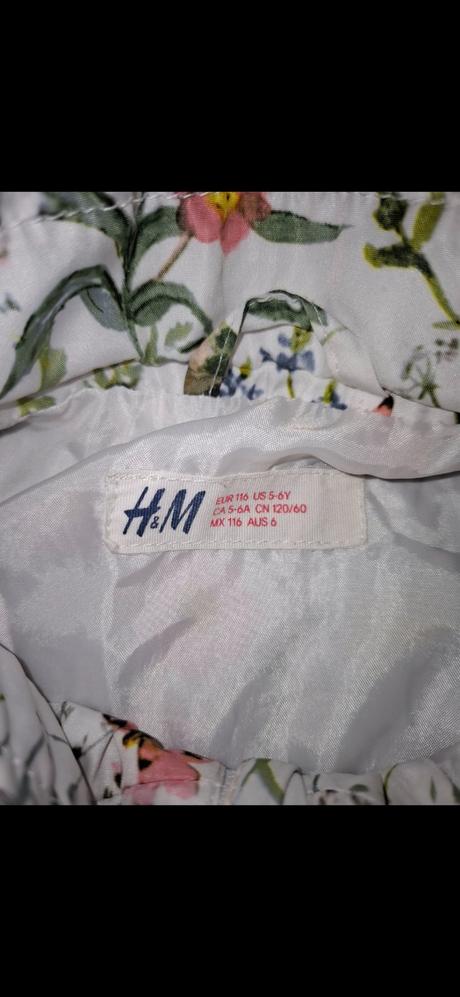 H&M
EUR 116 US 5-6Y
CA 5-6A CN 120/60
MX 116 AUS 6